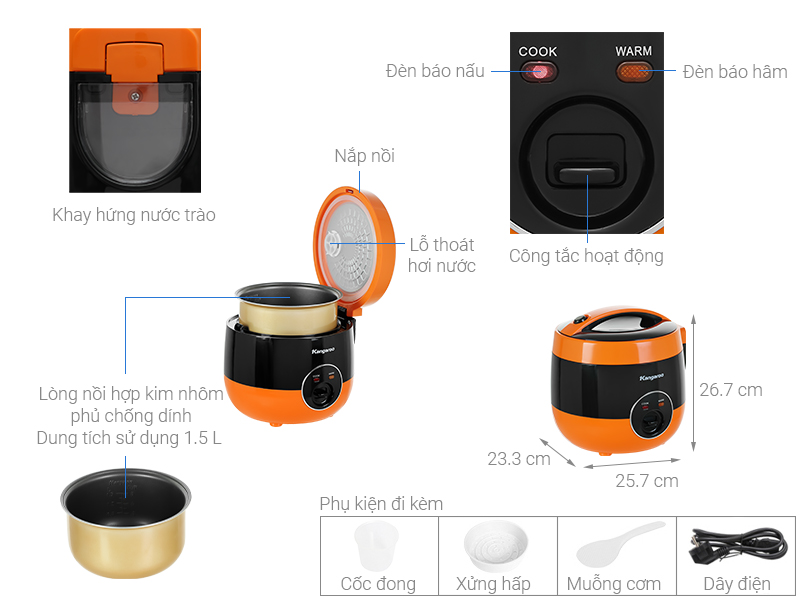 COOK
WARM
Đèn báo nấu
Đèn báo hâm
Công tắc hoạt động
Khay hứng nước trào
Nắp nồi
Lỗ thoát
hơi nước
Lòng nồi hợp kim nhôm
phủ chống dính
Dung tích sử dụng 1.5 L
Kangaroo
Kangaroo
26.7 cm
23.3 cm
25.7 cm
Phụ kiện đi kèm
Cốc đong
Xửng hấp
Muỗng cơm
Dây điện